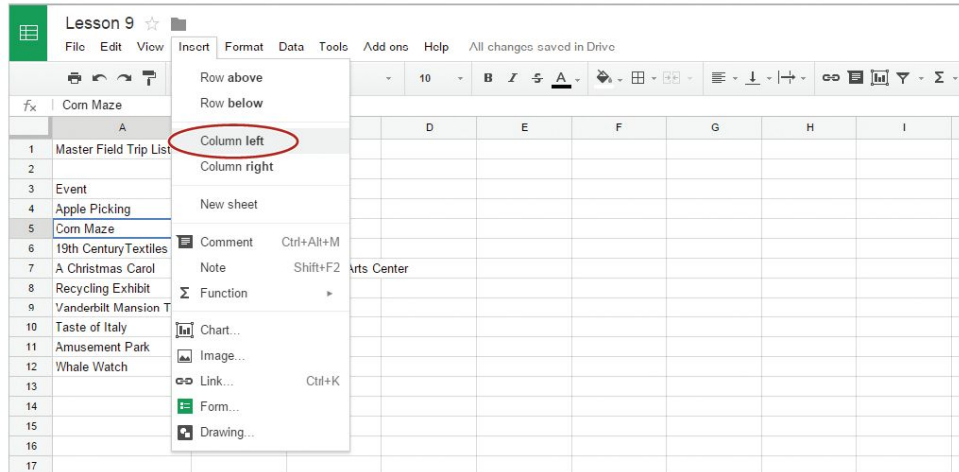 Lesson 9
File Edit View Insert Format Data Tools Add ons Help All changes saved in Drive
10 B I S A Σ
fx Corn Maze
A D E F G H I
1 Master Field Trip List
2
3 Event
4 Apple Picking
5 Corn Maze
6 19th CenturyTextiles
7 A Christmas Carol Arts Center
8 Recycling Exhibit
9 Vanderbilt Mansion T
10 Taste of Italy
11 Amusement Park
12 Whale Watch
13
14
15
16
17
Row above
Row below
Column left
Column right
New sheet
Comment Ctrl+Alt+M
Note Shift+F2
Σ Function
Chart...
Image...
Link... Ctrl+K
Form...
Drawing...